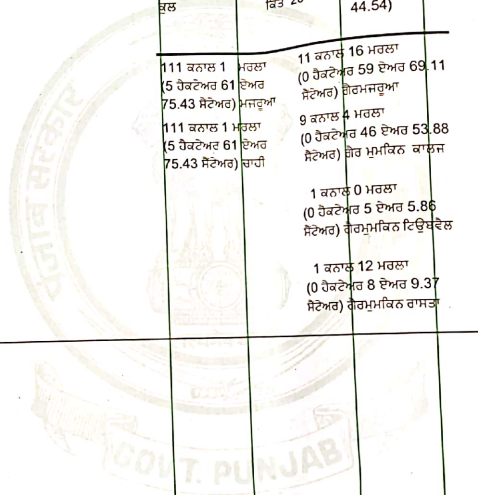 ਕੁਲ
ਕਿੱਤੇ 20
44.54)
111 ਕਨਾਲ 1 ਮਰਲਾ
(5 ਹੈਕਟੇਅਰ 61 ਏਅਰ
75.43 ਸੈਂਟੇਅਰ) ਮਜਰੂਆ
111 ਕਨਾਲ 1 ਮਰਲਾ
(5 ਹੈਕਟੇਅਰ 61 ਏਅਰ
75.43 ਸੈਂਟੇਅਰ) ਚਾਹੀ
11 ਕਨਾਲ 16 ਮਰਲਾ
(0 ਹੈਕਟੇਅਰ 59 ਏਅਰ 69.11
ਸੈਂਟੇਅਰ) ਗੈਰਮਜਰੂਆ
9 ਕਨਾਲ 4 ਮਰਲਾ
(0 ਹੈਕਟੇਅਰ 46 ਏਅਰ 53.88
ਸੈਂਟੇਅਰ) ਗੈਰ ਮੁਮਕਿਨ ਕਾਲਜ
1 ਕਨਾਲ 0 ਮਰਲਾ
(0 ਹੈਕਟੇਅਰ 5 ਏਅਰ 5.86
ਸੈਂਟੇਅਰ) ਗੈਰਮੁਮਕਿਨ ਟਿਊਬਵੈਲ
1 ਕਨਾਲ 12 ਮਰਲਾ
(0 ਹੈਕਟੇਅਰ 8 ਏਅਰ 9.37
ਸੈਂਟੇਅਰ) ਗੈਰਮੁਮਕਿਨ ਰਾਸਤਾ
ਪੰਜਾਬ ਸਰਕਾਰ
GOVT. PUNJAB